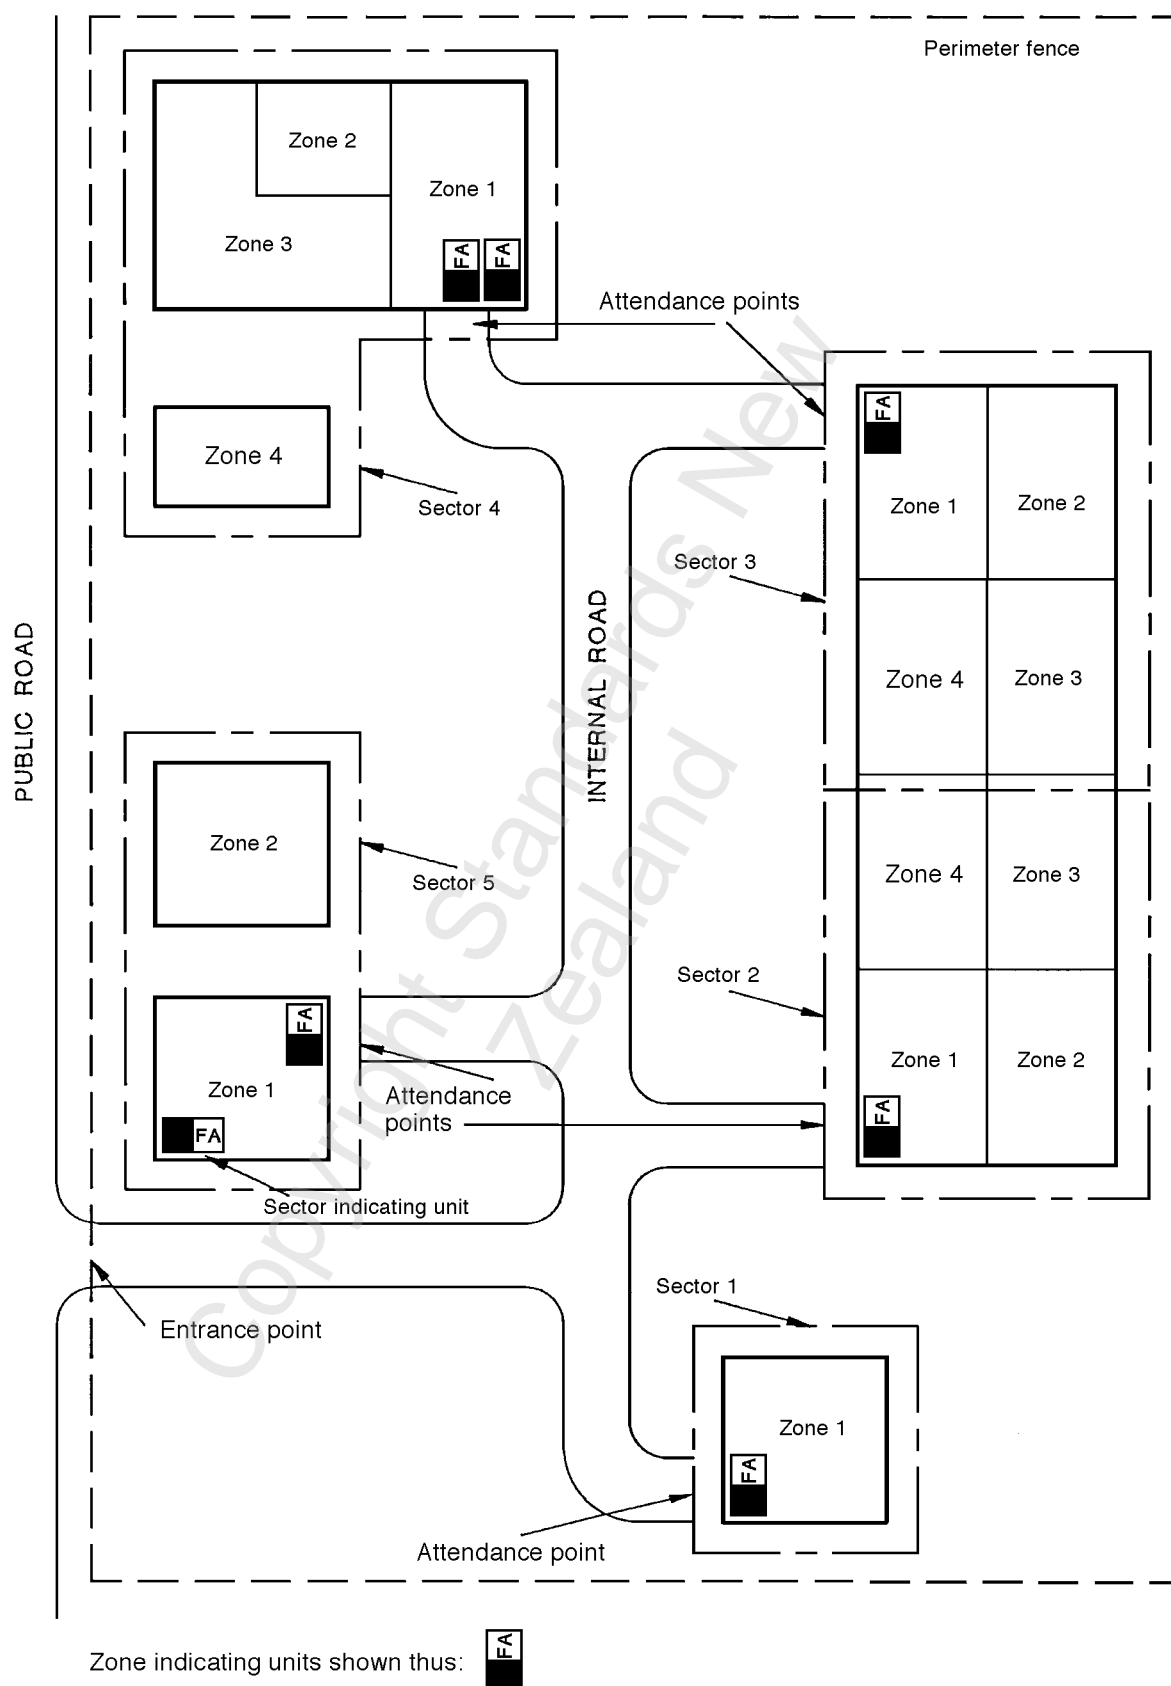 Perimeter fence
Zone 2
Zone 1
Zone 3
FA
FA
Attendance points
FA
Zone 4
Sector 4
Zone 1
Zone 2
Sector 3
PUBLIC ROAD
INTERNAL ROAD
Zone 4
Zone 3
Zone 2
Sector 5
Zone 4
Zone 3
Sector 2
FA
Zone 1
Attendance
points
Zone 1
Zone 2
FA
FA
Sector indicating unit
Sector 1
Entrance point
Zone 1
FA
Attendance point
Zone indicating units shown thus:
FA
Copyright Standards New
Zealand